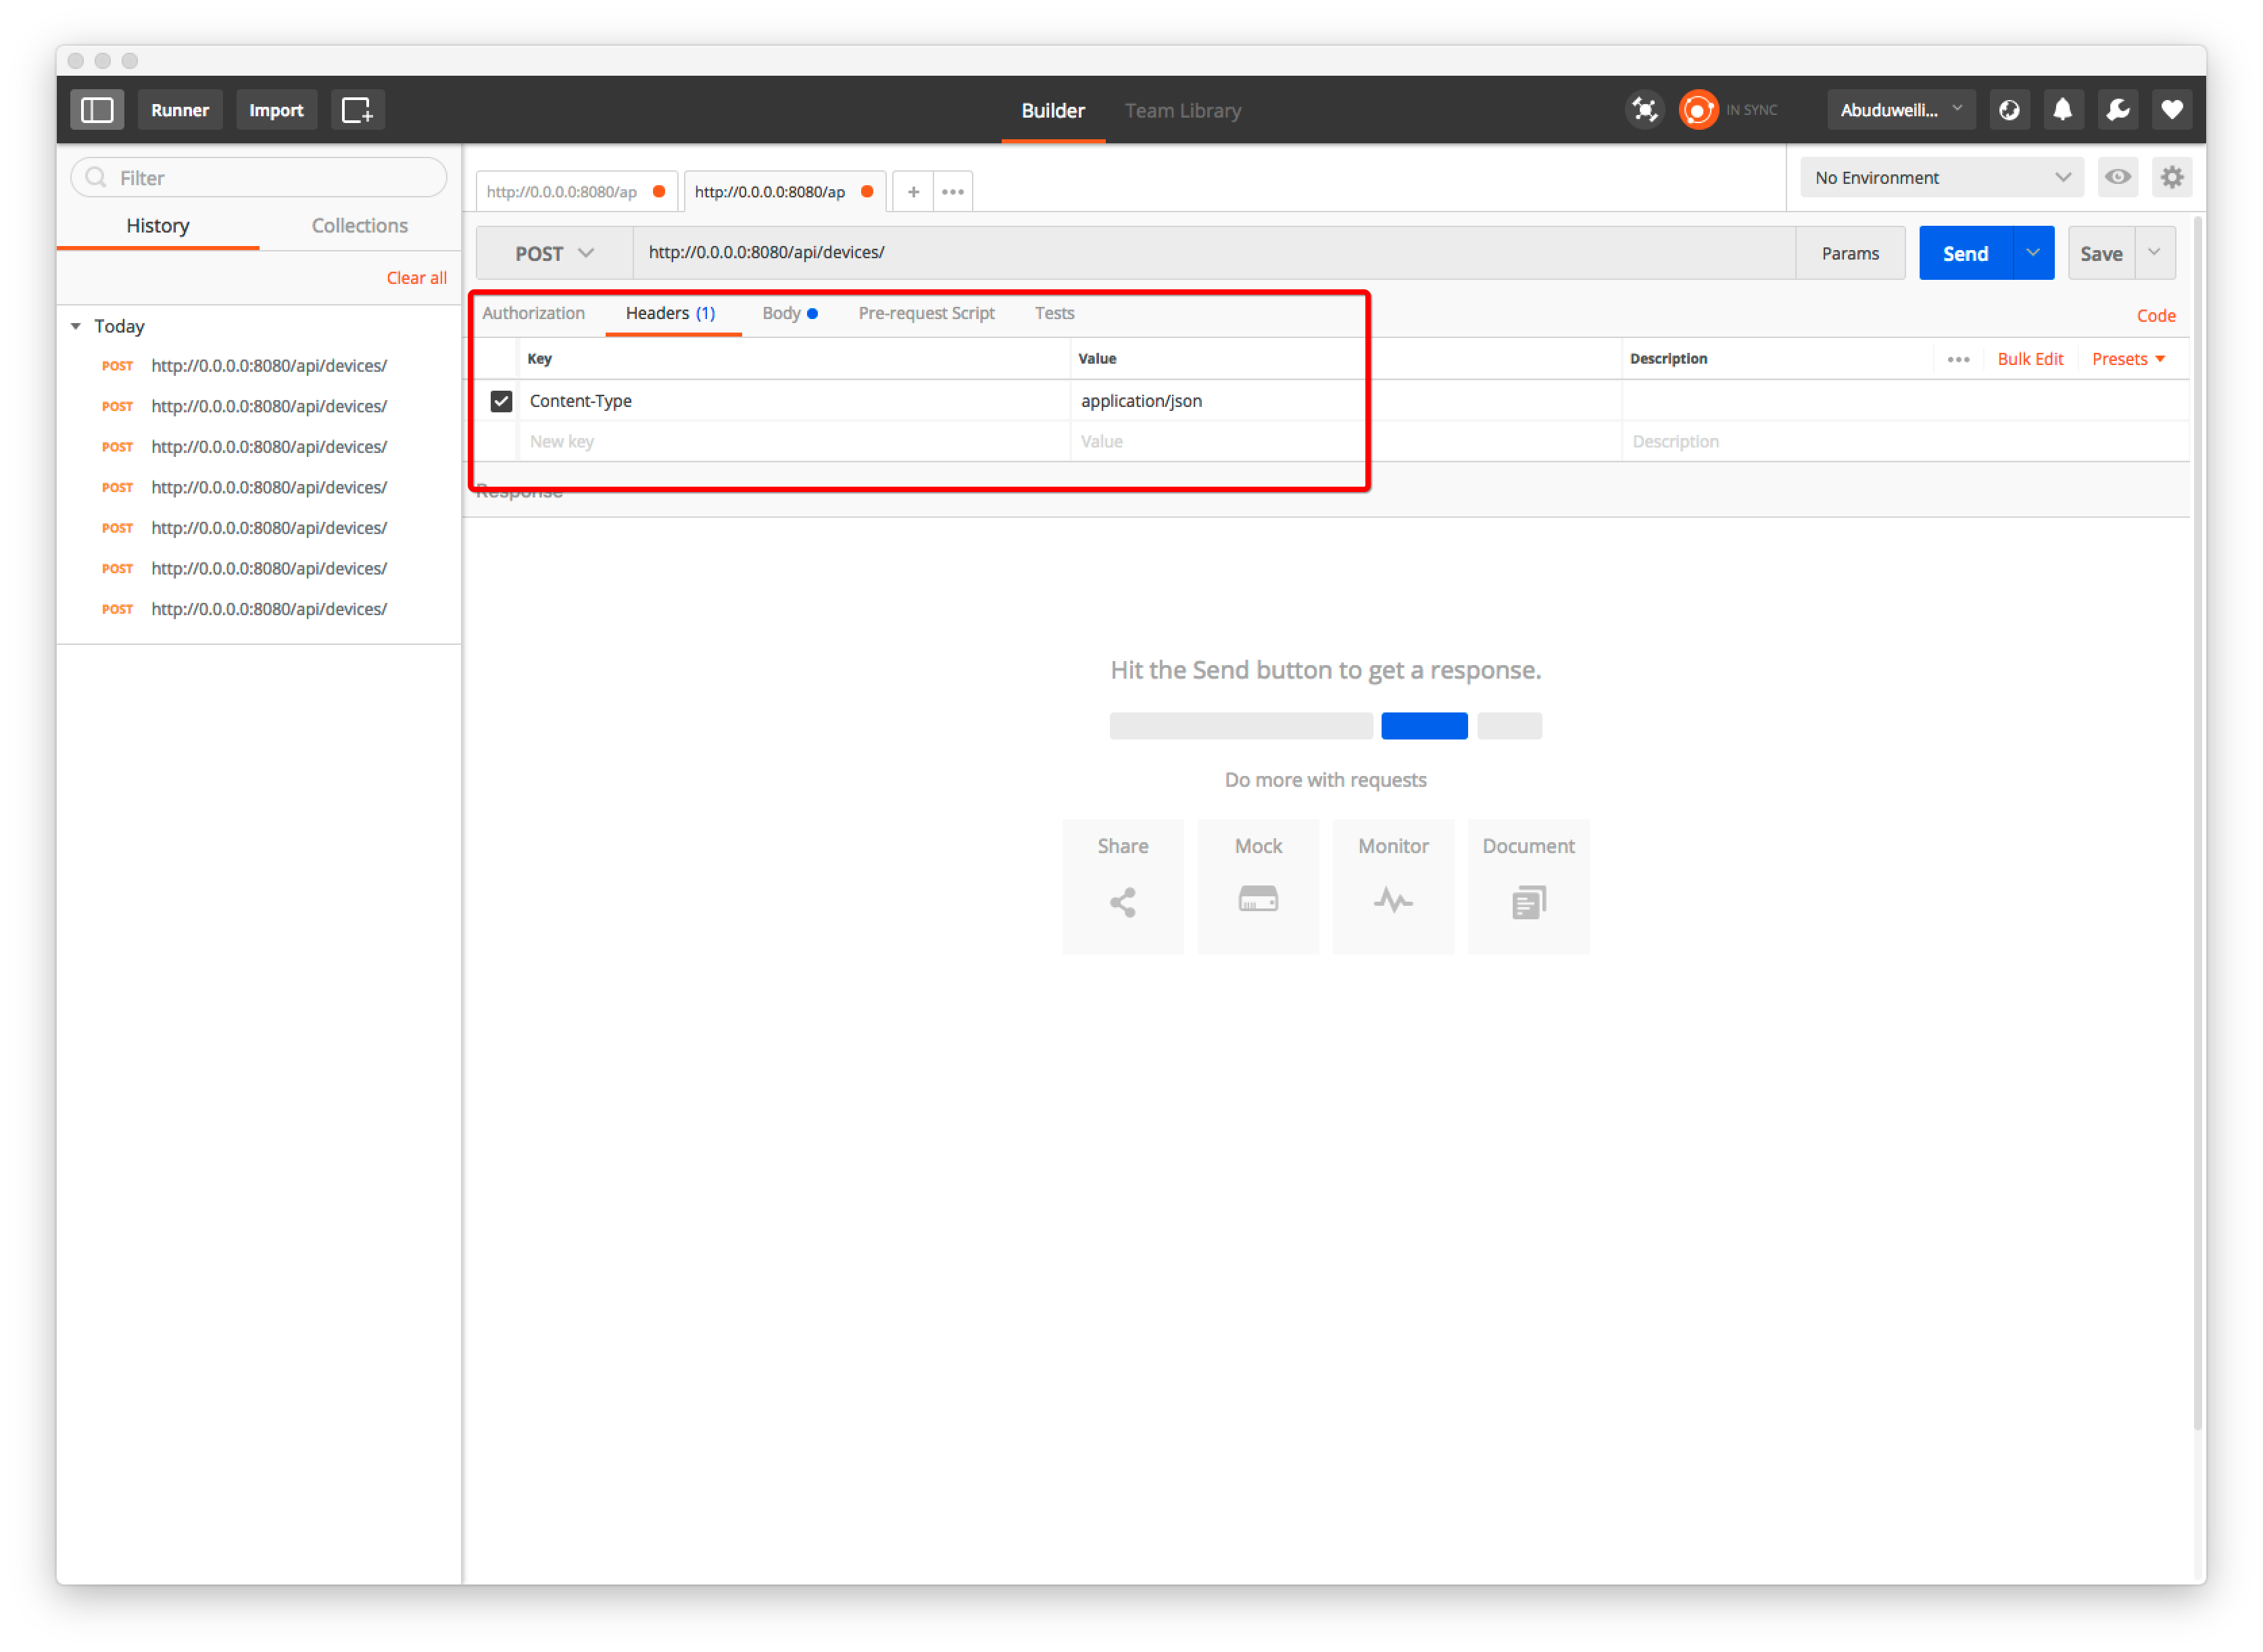 Runner Import Builder Team Library IN SYNC Abuduweili...
Filter
History Collections
Clear all
Today
POST http://0.0.0.0:8080/api/devices/
POST http://0.0.0.0:8080/api/devices/
POST http://0.0.0.0:8080/api/devices/
POST http://0.0.0.0:8080/api/devices/
POST http://0.0.0.0:8080/api/devices/
POST http://0.0.0.0:8080/api/devices/
POST http://0.0.0.0:8080/api/devices/
http://0.0.0.0:8080/ap http://0.0.0.0:8080/ap + ••• No Environment
POST http://0.0.0.0:8080/api/devices/ Params Send Save
Authorization Headers (1) Body Pre-request Script Tests Code
Key Value Description ••• Bulk Edit Presets
Content-Type application/json
New key Value Description
Response
Hit the Send button to get a response.
Do more with requests
Share Mock Monitor Document